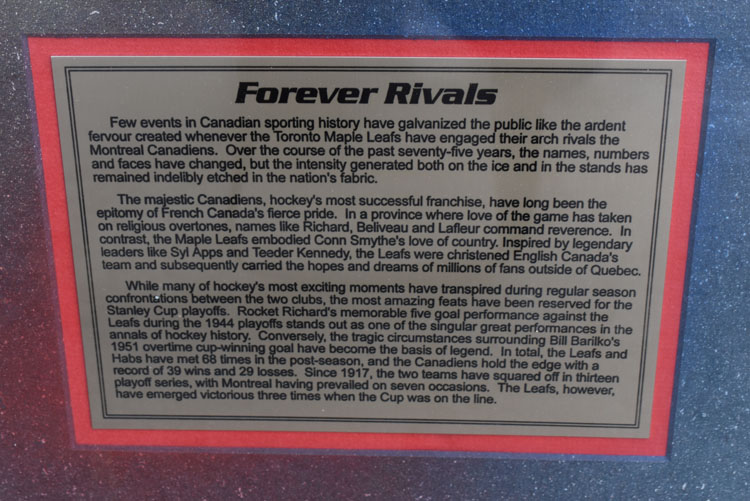 Forever Rivals
Few events in Canadian sporting history have galvanized the public like the ardent
fervour created whenever the Toronto Maple Leafs have engaged their arch rivals the
Montreal Canadiens. Over the course of the past seventy-five years, the names, numbers
and faces have changed, but the intensity generated both on the ice and in the stands has
remained indelibly etched in the nation's fabric.
The majestic Canadiens, hockey's most successful franchise, have long been the
epitomy of French Canada's fierce pride. In a province where love of the game has taken
on religious overtones, names like Richard, Beliveau and Lafleur command reverence. In
contrast, the Maple Leafs embodied Conn Smythe's love of country. Inspired by legendary
leaders like Syl Apps and Teeder Kennedy, the Leafs were christened English Canada's
team and subsequently carried the hopes and dreams of millions of fans outside of Quebec.
While many of hockey's most exciting moments have transpired during regular season
confrontations between the two clubs, the most amazing feats have been reserved for the
Stanley Cup playoffs. Rocket Richard's memorable five goal performance against the
Leafs during the 1944 playoffs stands out as one of the singular great performances in the
annals of hockey history. Conversely, the tragic circumstances surrounding Bill Barilko's
1951 overtime cup-winning goal have become the basis of legend. In total, the Leafs and
Habs have met 68 times in the post-season, and the Canadiens hold the edge with a
record of 39 wins and 29 losses. Since 1917, the two teams have squared off in thirteen
playoff series, with Montreal having prevailed on seven occasions. The Leafs, however,
have emerged victorious three times when the Cup was on the line.